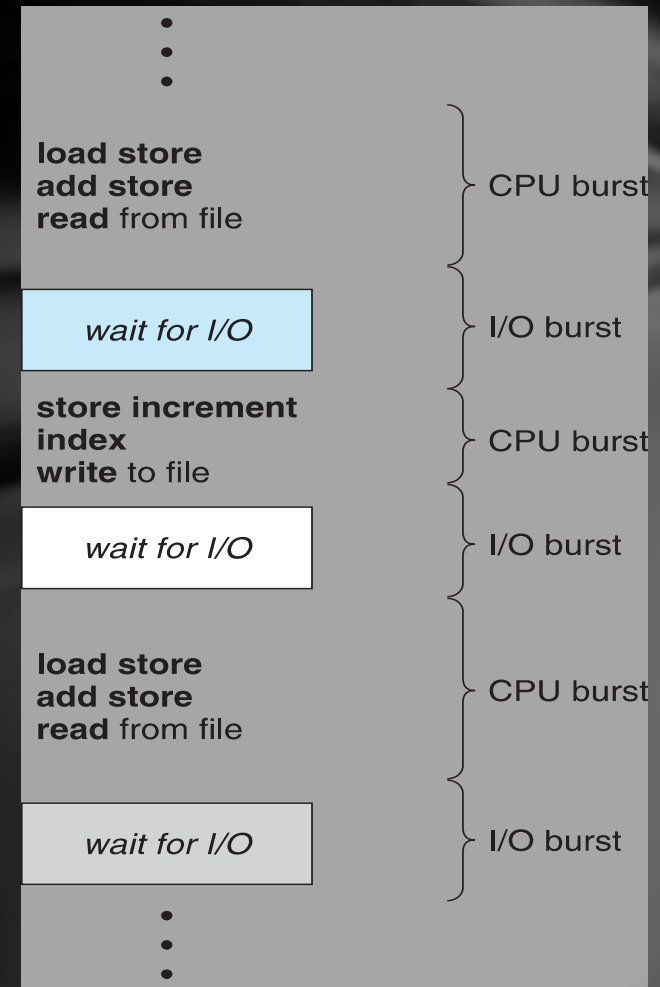 load store
add store
read from file
CPU burst
wait for I/O
I/O burst
store increment
index
write to file
CPU burst
wait for I/O
I/O burst
load store
add store
read from file
CPU burst
wait for I/O
I/O burst